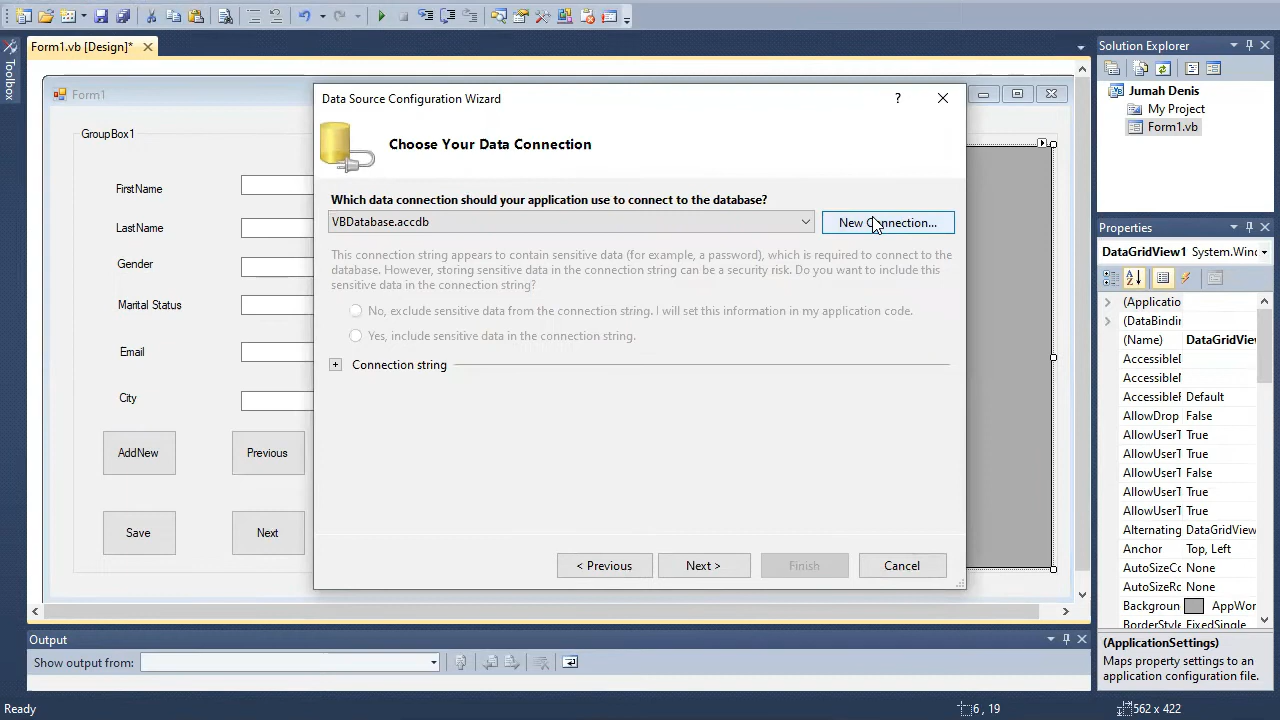 Form1.vb [Design]*
Toolbox
Form1
GroupBox1
FirstName
LastName
Gender
Marital Status
Email
City
AddNew
Previous
Save
Next
Data Source Configuration Wizard
?
Choose Your Data Connection
Which data connection should your application use to connect to the database?
VBDatabase.accdb
New Connection...
This connection string appears to contain sensitive data (for example, a password), which is required to connect to the
database. However, storing sensitive data in the connection string can be a security risk. Do you want to include this
sensitive data in the connection string?
No, exclude sensitive data from the connection string. I will set this information in my application code.
Yes, include sensitive data in the connection string.
+ Connection string
< Previous
Next >
Finish
Cancel
Solution Explorer
Jumah Denis
My Project
Form1.vb
Properties
DataGridView1 System.Wind
(Applicatio
(DataBindin
(Name) DataGridView
Accessible
Accessible
AccessibleR Default
AllowDrop False
AllowUserT True
AllowUserT True
AllowUserT False
AllowUserT True
AllowUserT True
Alternating DataGridView
Anchor Top, Left
AutoSizeCo None
AutoSizeRo None
Backgroun AppWor
BorderStyle FixedSingle
(ApplicationSettings)
Maps property settings to an
application configuration file.
Output
Show output from:
Ready
6 , 19
562 x 422